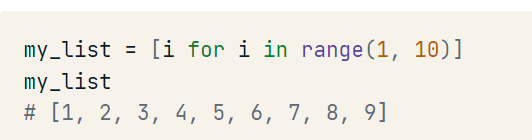 my_list = [i for i in range(1, 10)]
my_list
# [1, 2, 3, 4, 5, 6, 7, 8, 9]